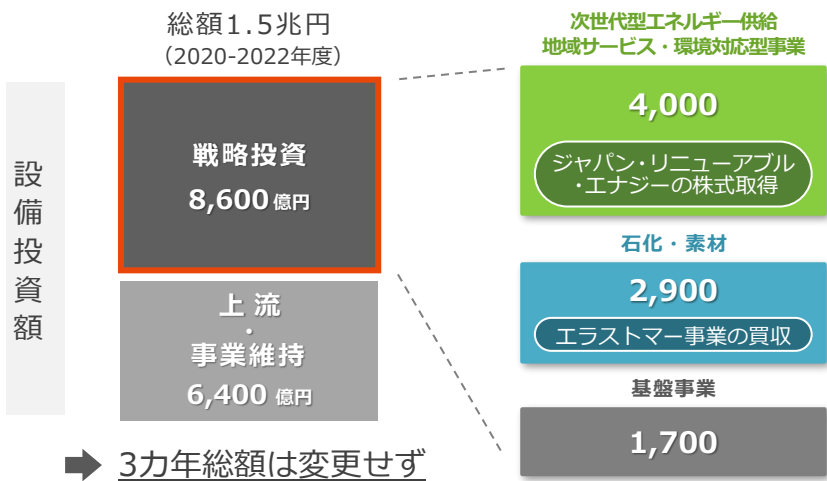 総額1.5兆円
（2020-2022年度）
設備投資額
戦略投資
8,600億円
上流
・
事業維持
6,400 億円
3カ年総額は変更せず
次世代型エネルギー供給
地域サービス・環境対応型事業
4,000
ジャパン・リニューアブル
・エナジーの株式取得
石化・素材
2,900
エラストマー事業の買収
基盤事業
1,700